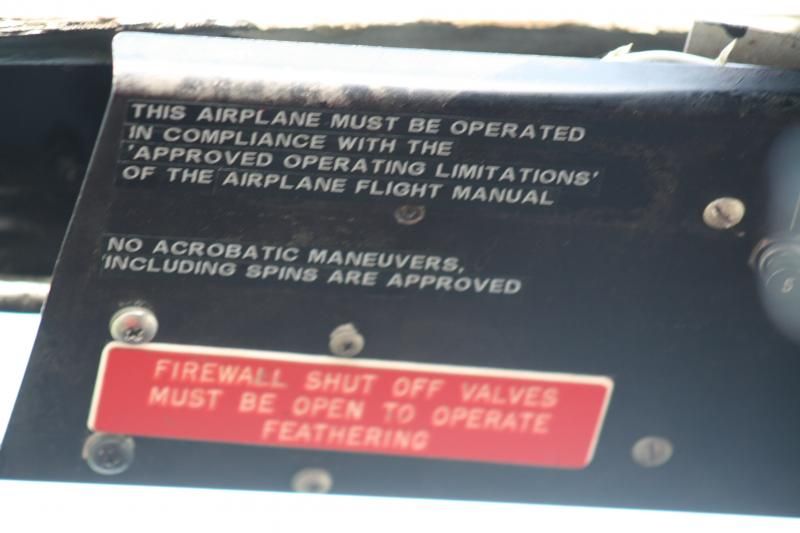 THIS AIRPLANE MUST BE OPERATED
IN COMPLIANCE WITH THE
'APPROVED OPERATING LIMITATIONS'
OF THE AIRPLANE FLIGHT MANUAL
NO ACROBATIC MANEUVERS,
INCLUDING SPINS ARE APPROVED
FIREWALL SHUT OFF VALVES
MUST BE OPEN TO OPERATE
FEATHERING